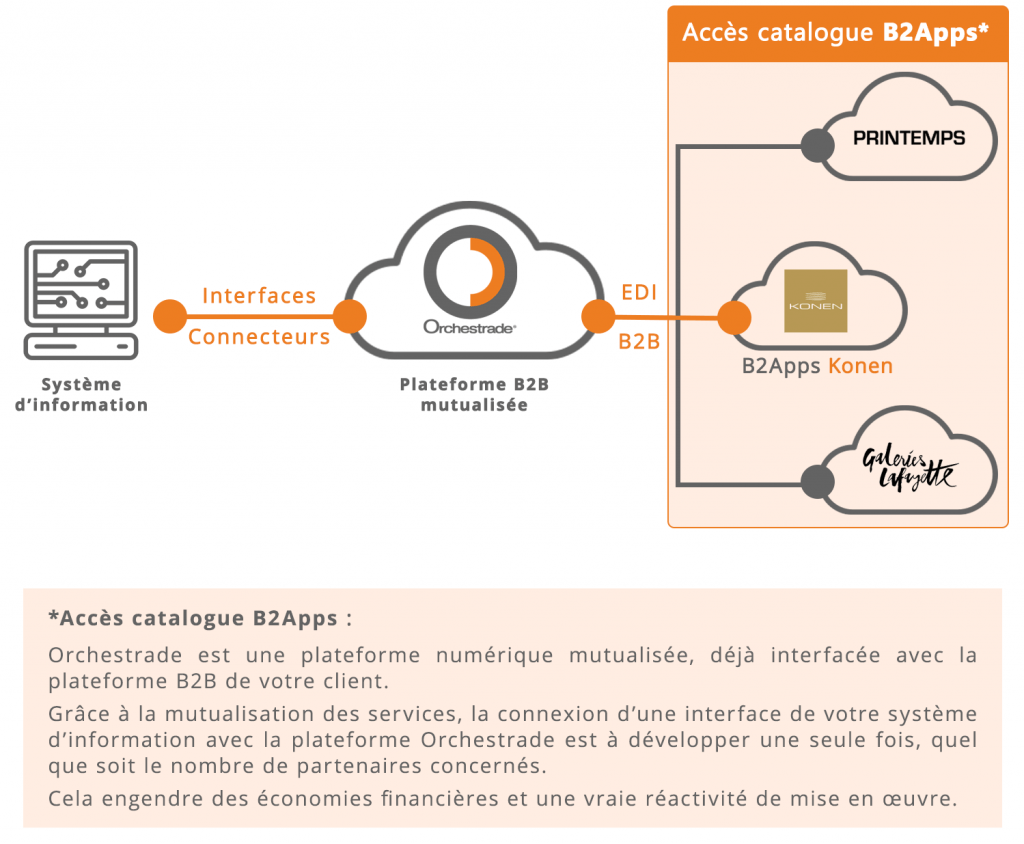 Accès catalogue B2Apps*
PRINTEMPS
Interfaces
Connecteurs
Orchestrade®
EDI
B2B
KONEN
B2Apps Konen
Système
d’information
Plateforme B2B
mutualisée
Galeries
Lafayette
*Accès catalogue B2Apps :
Orchestrade est une plateforme numérique mutualisée, déjà interfacée avec la
plateforme B2B de votre client.
Grâce à la mutualisation des services, la connexion d’une interface de votre système
d’information avec la plateforme Orchestrade est à développer une seule fois, quel
que soit le nombre de partenaires concernés.
Cela engendre des économies financières et une vraie réactivité de mise en œuvre.